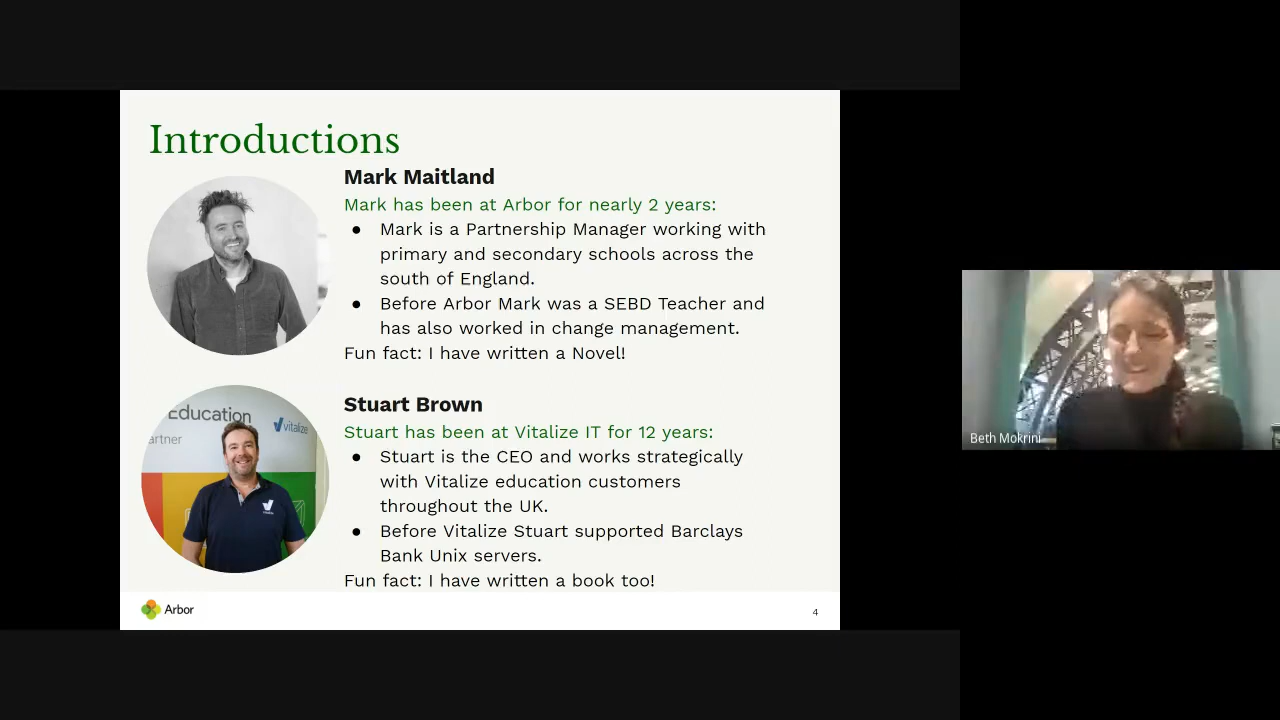 Introductions
Mark Maitland
Mark has been at Arbor for nearly 2 years:
● Mark is a Partnership Manager working with
primary and secondary schools across the
south of England.
● Before Arbor Mark was a SEBD Teacher and
has also worked in change management.
Fun fact: I have written a Novel!
Education
vitalize
artner
Stuart Brown
Stuart has been at Vitalize IT for 12 years:
● Stuart is the CEO and works strategically
with Vitalize education customers
throughout the UK.
● Before Vitalize Stuart supported Barclays
Bank Unix servers.
Fun fact: I have written a book too!
Arbor
4
Beth Mokrini